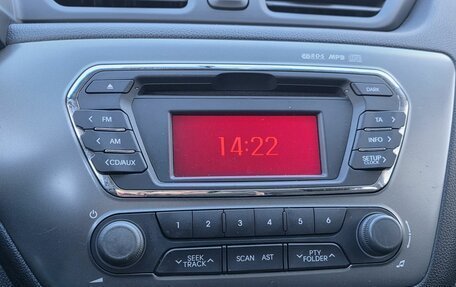 RDS MP3
DARK
FM
14:22
TA
AM
INFO
CD/AUX
SETUP
CLOCK
1 2 3 4 5 6
SEEK
TRACK
SCAN AST
PTY
FOLDER